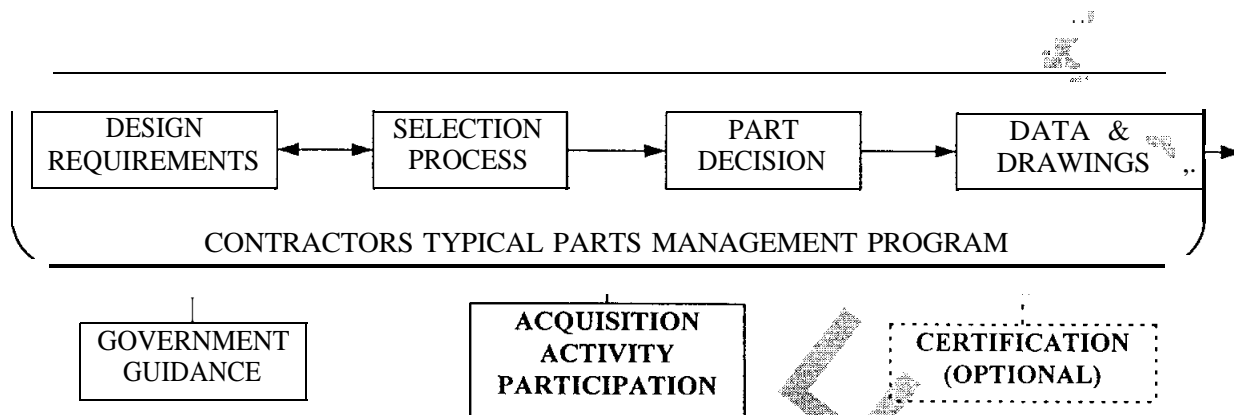 DESIGN
REQUIREMENTS
SELECTION
PROCESS
PART
DECISION
DATA &
DRAWINGS
CONTRACTORS TYPICAL PARTS MANAGEMENT PROGRAM
GOVERNMENT
GUIDANCE
ACQUISITION
ACTIVITY
PARTICIPATION
CERTIFICATION
(OPTIONAL)